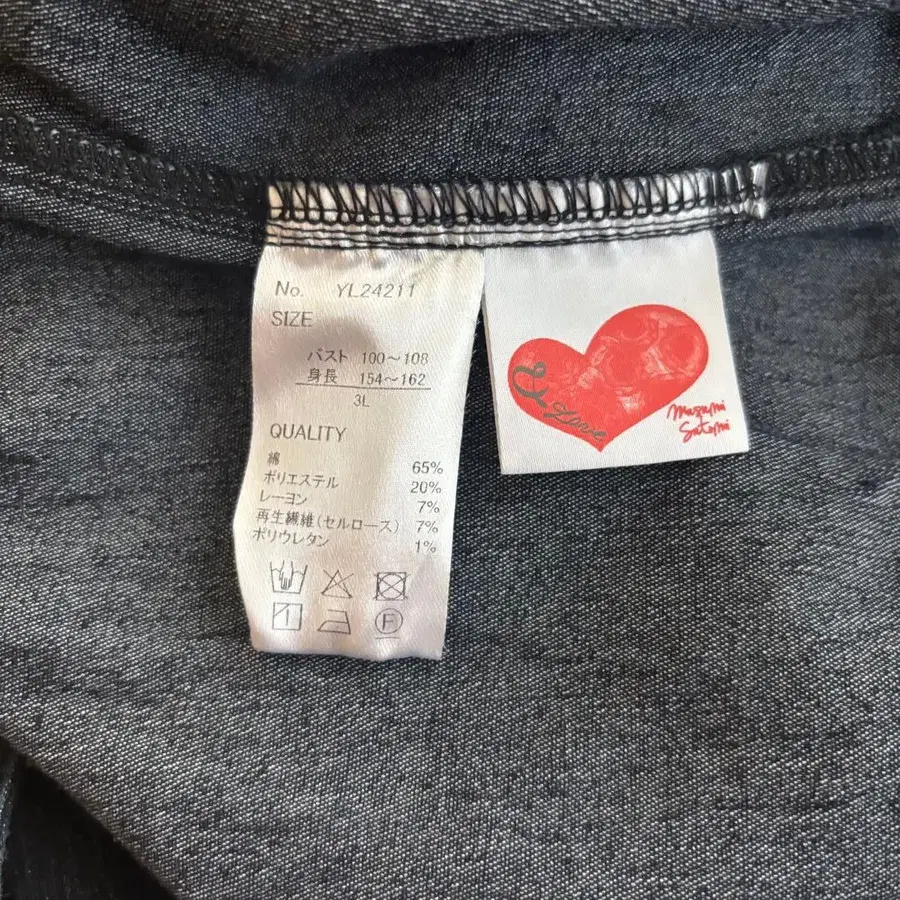 No. YL24211
SIZE
バスト 100～108
身長 154～162
3L
QUALITY
綿 65%
ポリエステル 20%
レーヨン 7%
再生繊維(セルロース) 7%
ポリウレタン 1%
F
& Love
Masumi
Satomi